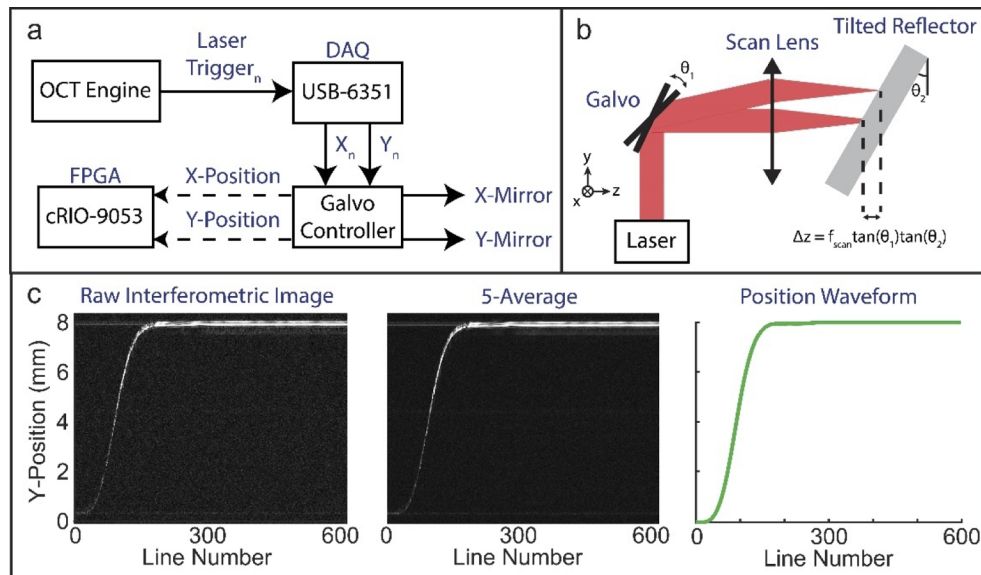 a
Laser
Trigger n
DAQ
OCT Engine
USB-6351
Xn
Yn
FPGA
cRIO-9053
X-Position
Y-Position
Galvo
Controller
X-Mirror
Y-Mirror
b
Scan Lens
Tilted Reflector
θ1
Galvo
θ2
y
x
z
Laser
Δz = fscan tan(θ1)tan(θ2)
c
Raw Interferometric Image
5-Average
Position Waveform
Y-Position (mm)
8
6
4
2
0
0 300 600
Line Number
0 300 600
Line Number
0 300 600
Line Number